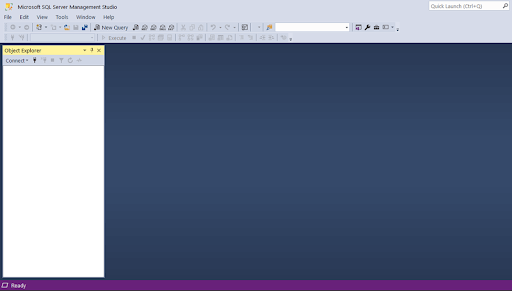 Microsoft SQL Server Management Studio
Quick Launch (Ctrl+Q)
File Edit View Tools Window Help
New Query
Execute
Object Explorer
Connect
Ready